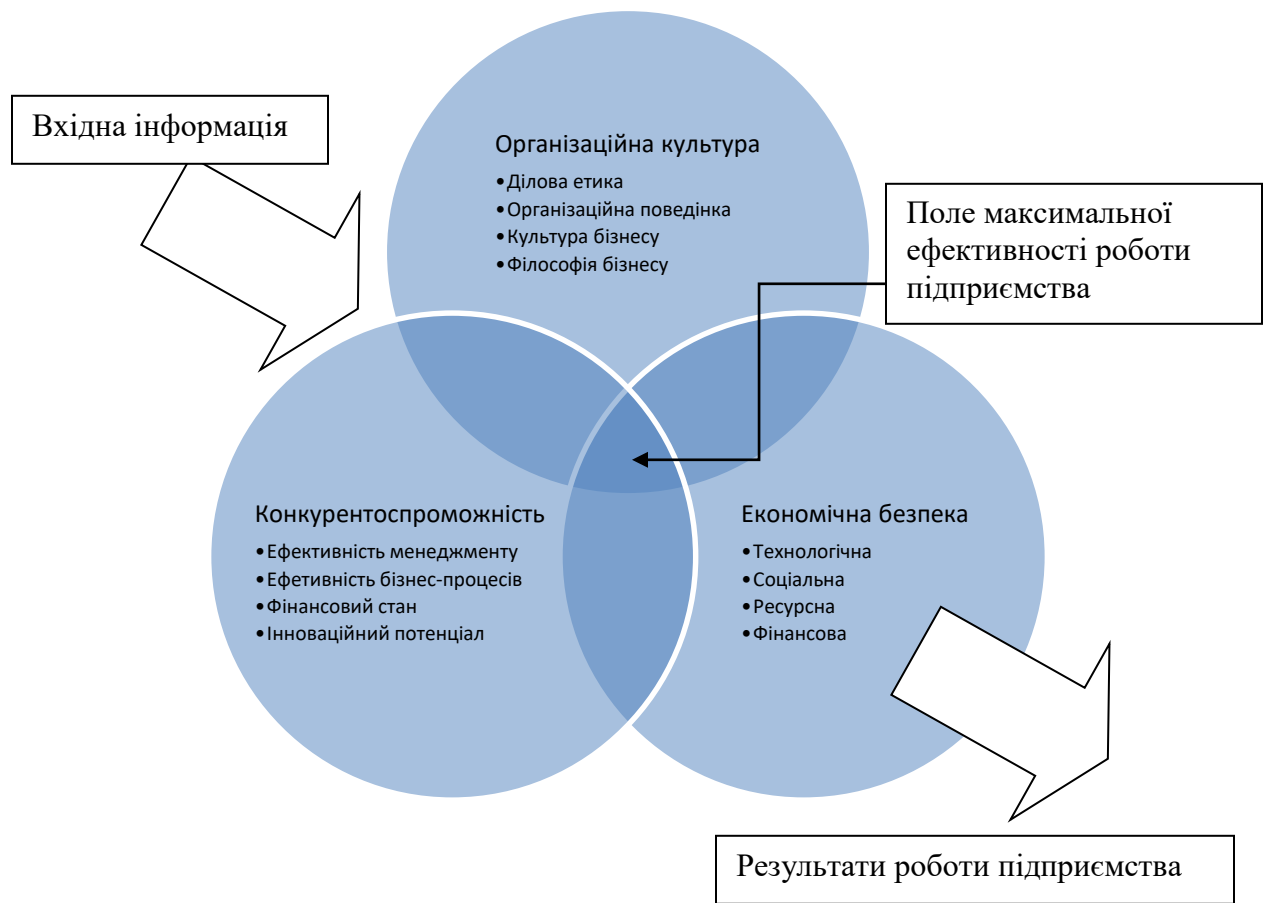 Вхідна інформація
Організаційна культура
•Ділова етика
•Організаційна поведінка
•Культура бізнесу
•Філософія бізнесу
Поле максимальної
ефективності роботи
підприємства
Конкурентоспроможність
•Ефективність менеджменту
•Ефетивність бізнес-процесів
•Фінансовий стан
•Інноваційний потенціал
Економічна безпека
•Технологічна
•Соціальна
•Ресурсна
•Фінансова
Результати роботи підприємства